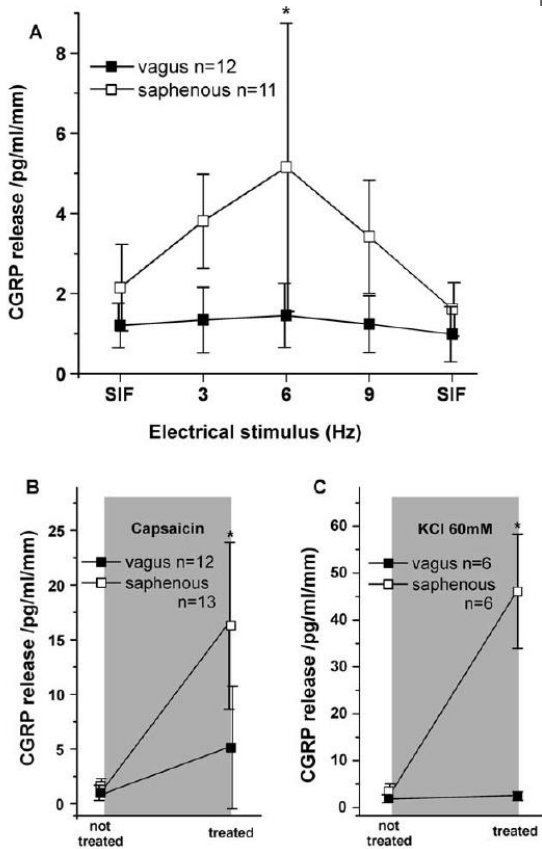 A
*
vagus n=12
saphenous n=11
CGRP release /pg/ml/mm)
8
6
4
2
0
SIF 3 6 9 SIF
Electrical stimulus (Hz)
B
Capsaicin
*
vagus n=12
saphenous
n=13
CGRP release /pg/ml/mm)
25
20
15
10
5
0
not
treated
treated
C
KCl 60mM
*
vagus n=6
saphenous
n=6
CGRP release /pg/ml/mm)
60
50
40
30
20
10
0
not
treated
treated